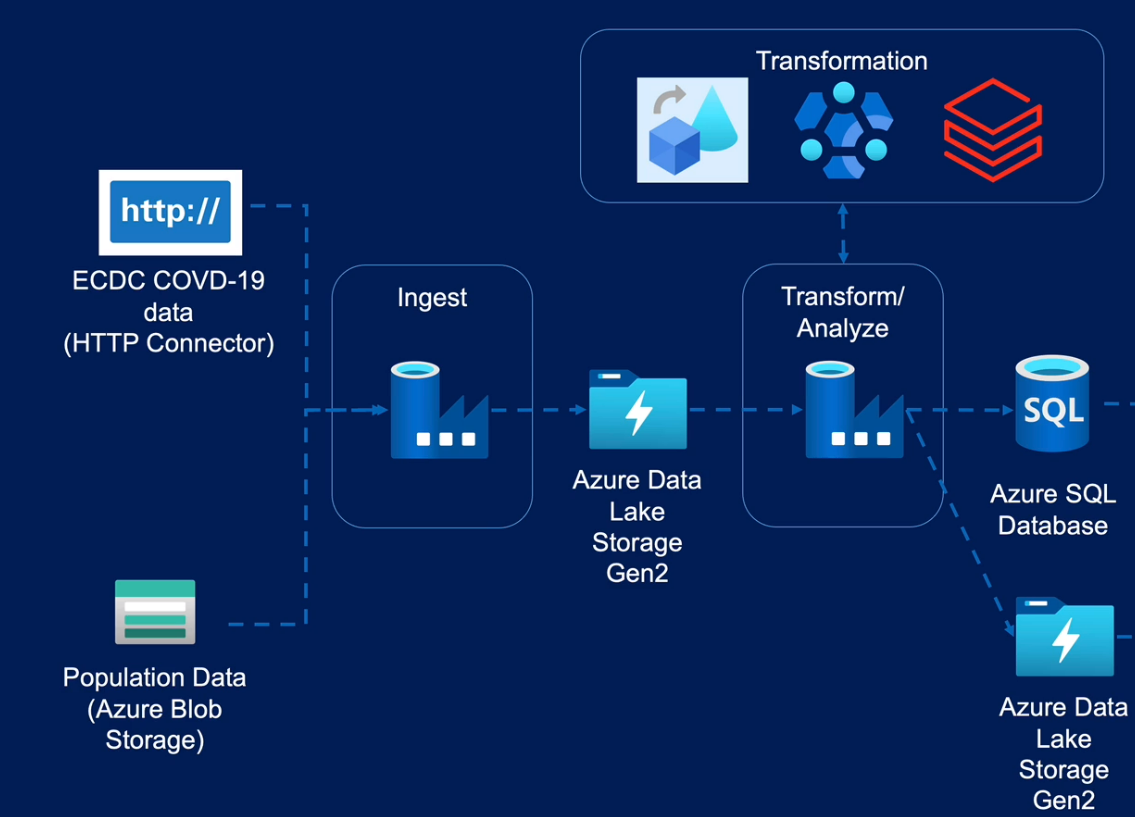 Transformation
http://
ECDC COVD-19
data
(HTTP Connector)
Ingest
Transform/
Analyze
Azure Data
Lake
Storage
Gen2
SQL
Azure SQL
Database
Population Data
(Azure Blob
Storage)
Azure Data
Lake
Storage
Gen2